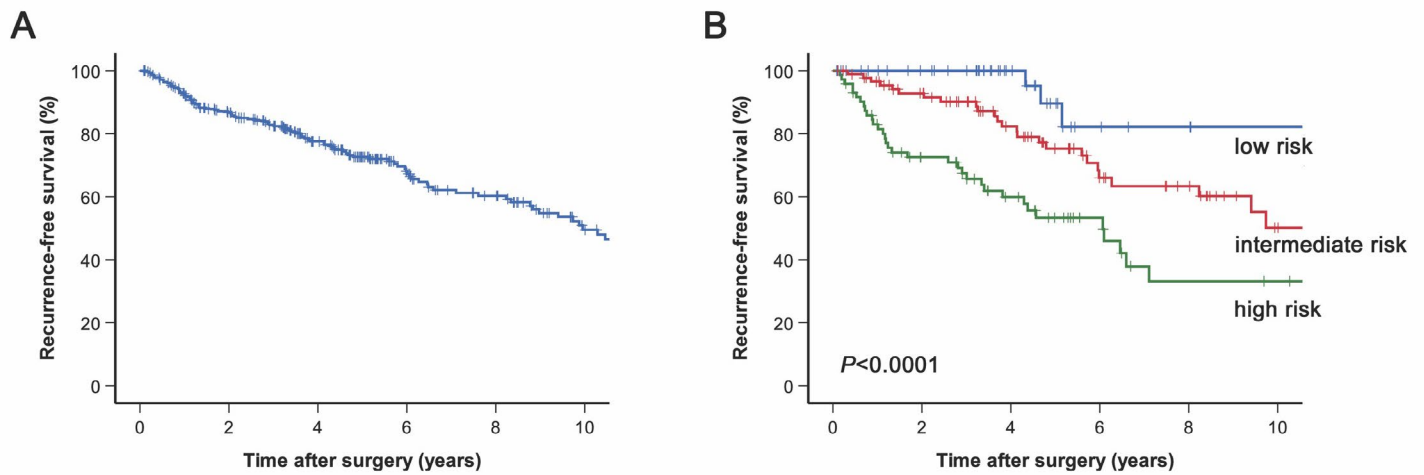 A
Recurrence-free survival (%)
100
80
60
40
20
0
0 2 4 6 8 10
Time after surgery (years)
B
Recurrence-free survival (%)
100
80
60
40
20
0
low risk
intermediate risk
high risk
P<0.0001
0 2 4 6 8 10
Time after surgery (years)